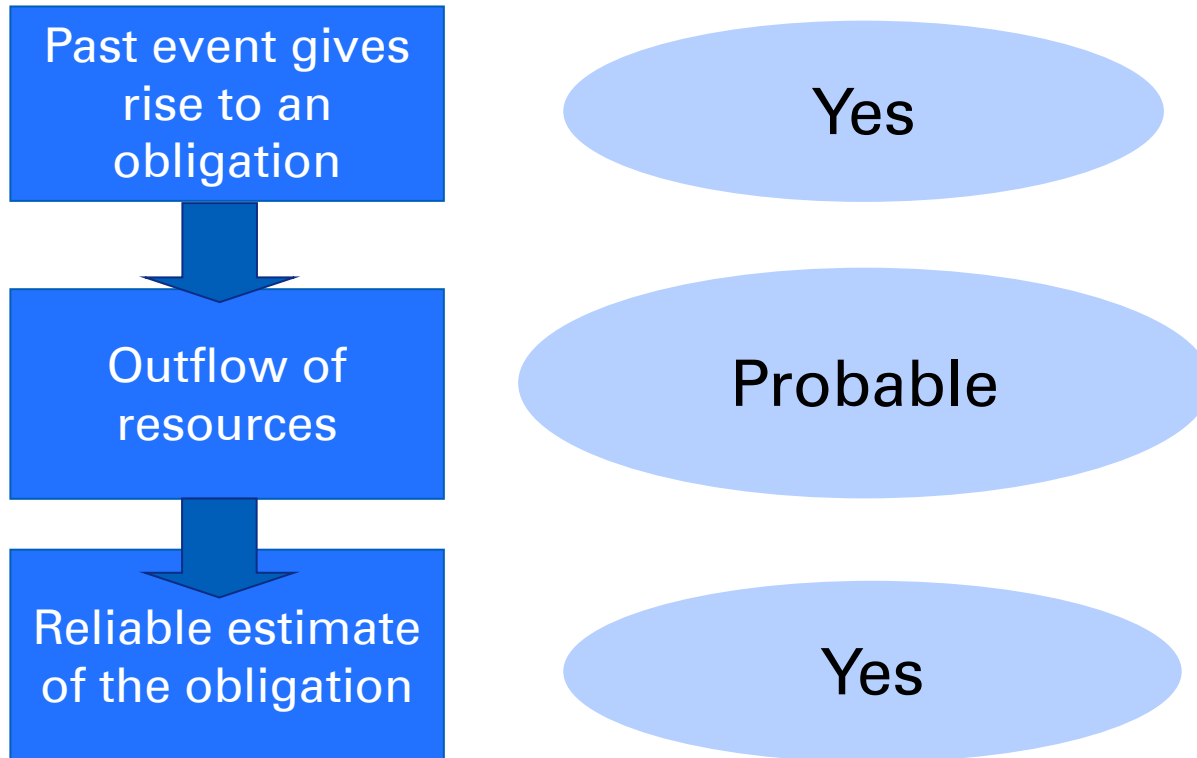 Past event gives
rise to an
obligation
Yes
Outflow of
resources
Probable
Reliable estimate
of the obligation
Yes